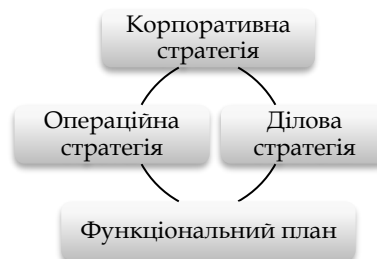 Корпоративна
стратегія
Операційна
стратегія
Ділова
стратегія
Функціональний план